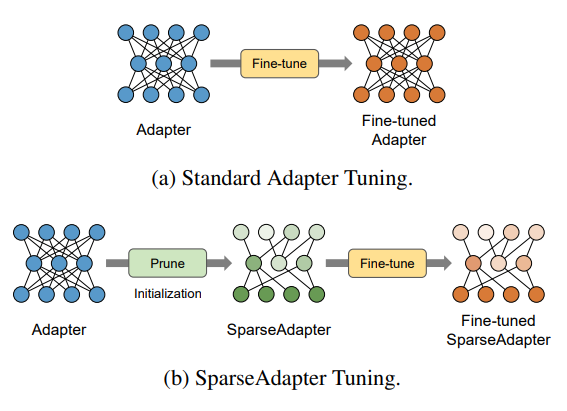 Fine-tune
Adapter
Fine-tuned
Adapter
(a) Standard Adapter Tuning.
Prune
Fine-tune
Initialization
Adapter
SparseAdapter
Fine-tuned
SparseAdapter
(b) SparseAdapter Tuning.